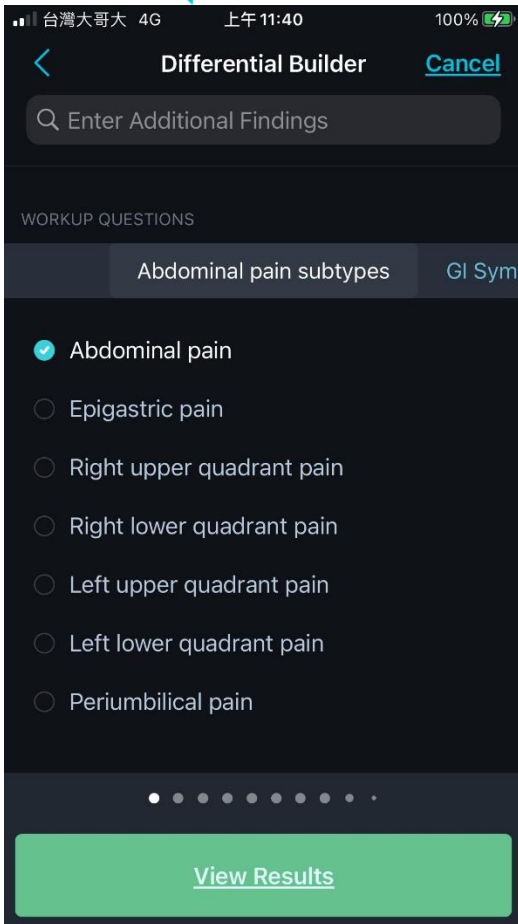 台灣大哥大 4G 上午11:40 100%
Differential Builder Cancel
Enter Additional Findings
WORKUP QUESTIONS
Abdominal pain subtypes GI Sym
Abdominal pain
Epigastric pain
Right upper quadrant pain
Right lower quadrant pain
Left upper quadrant pain
Left lower quadrant pain
Periumbilical pain
View Results